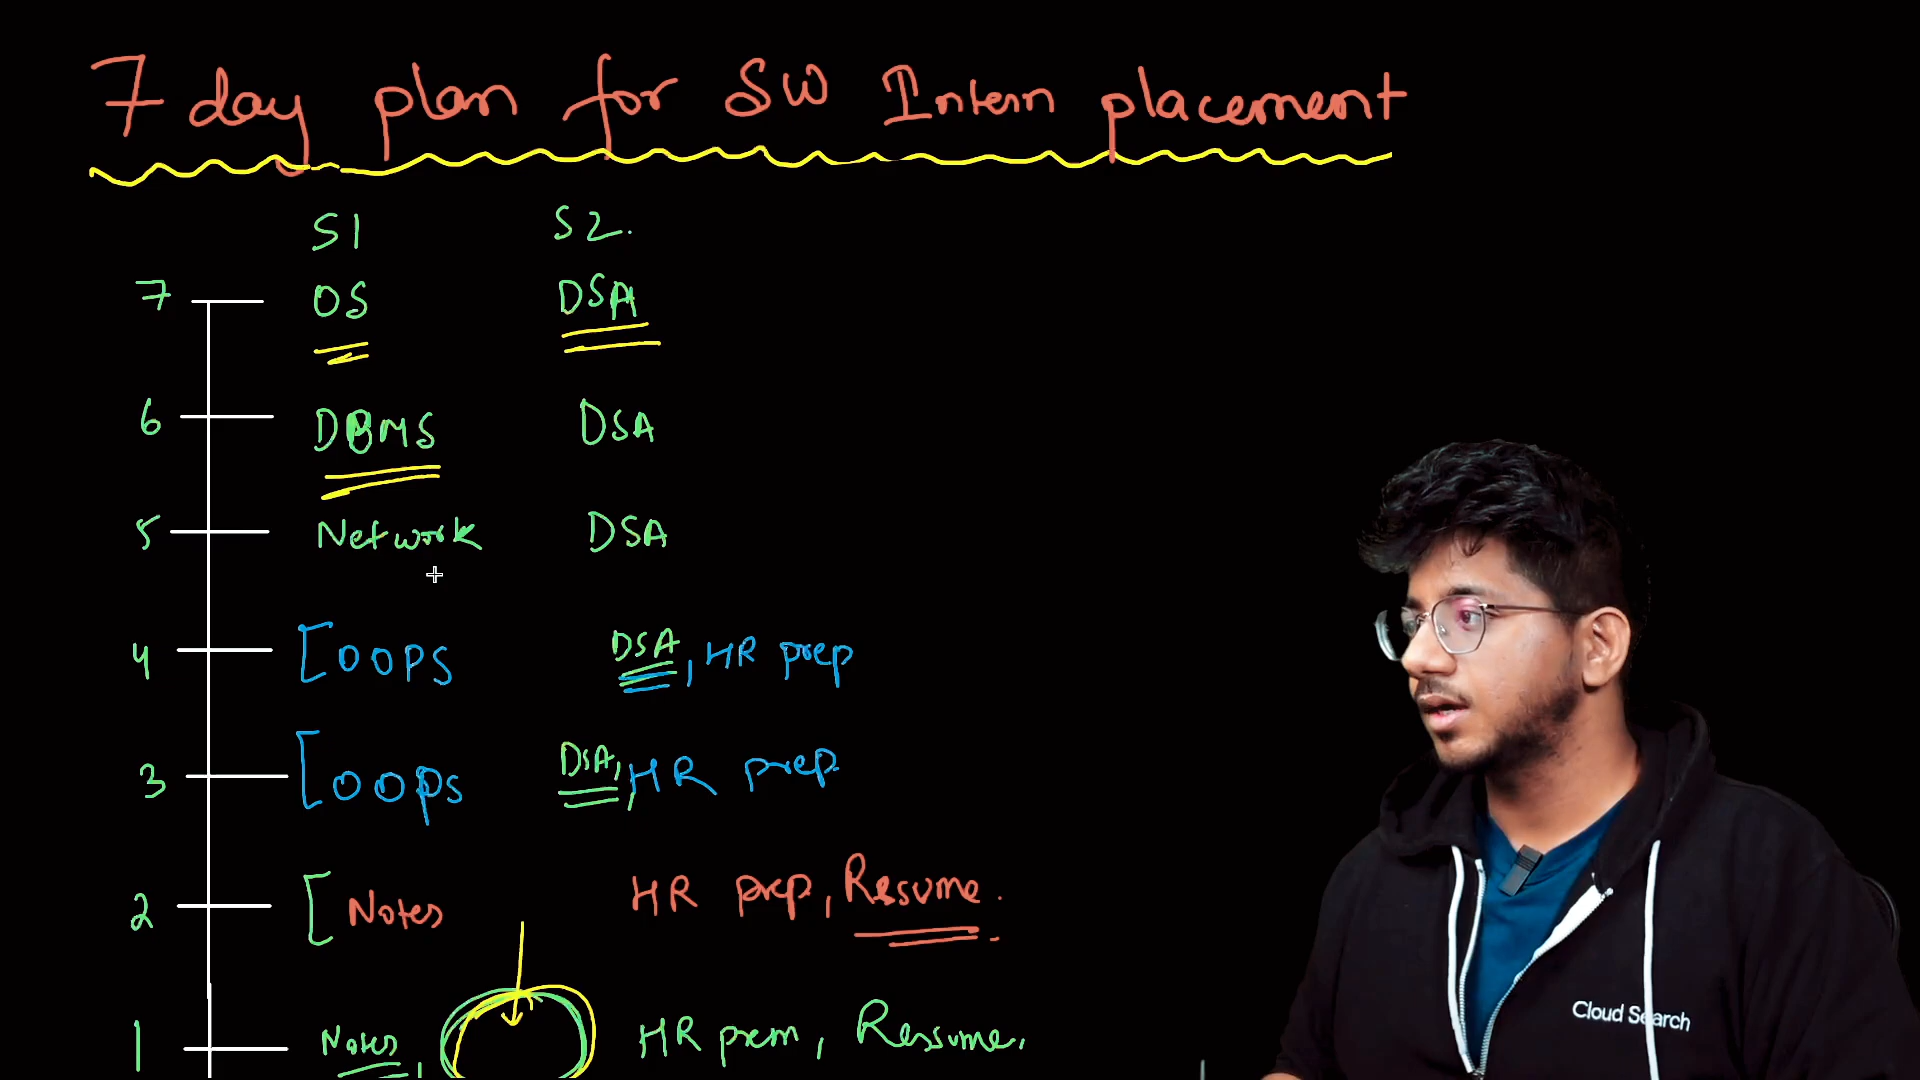 7 day plan for SW Intern placement
S1 S2.
7 OS DSA
6 DBMS DSA
5 Network DSA
4 [OOPS DSA, HR prep
3 [OOPS DSA, HR prep
2 [Notes HR prep, Resume.
1 Notes, HR prem, Ressume.
Cloud Search